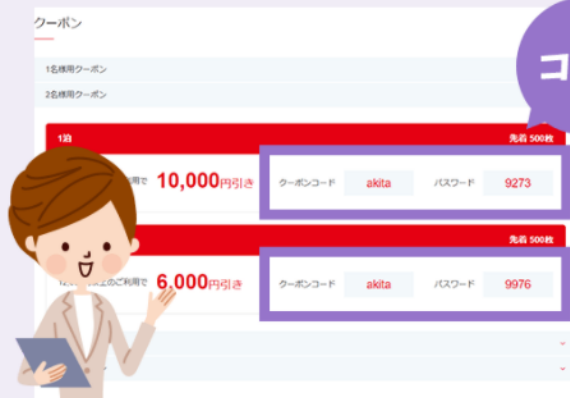 クーポン
コ
1名様用クーポン
2名様用クーポン
1泊 先着 500枚
用で 10,000円引き クーポンコード akita パスワード 9273
先着 500枚
以上のご利用で 6,000円引き クーポンコード akita パスワード 9976